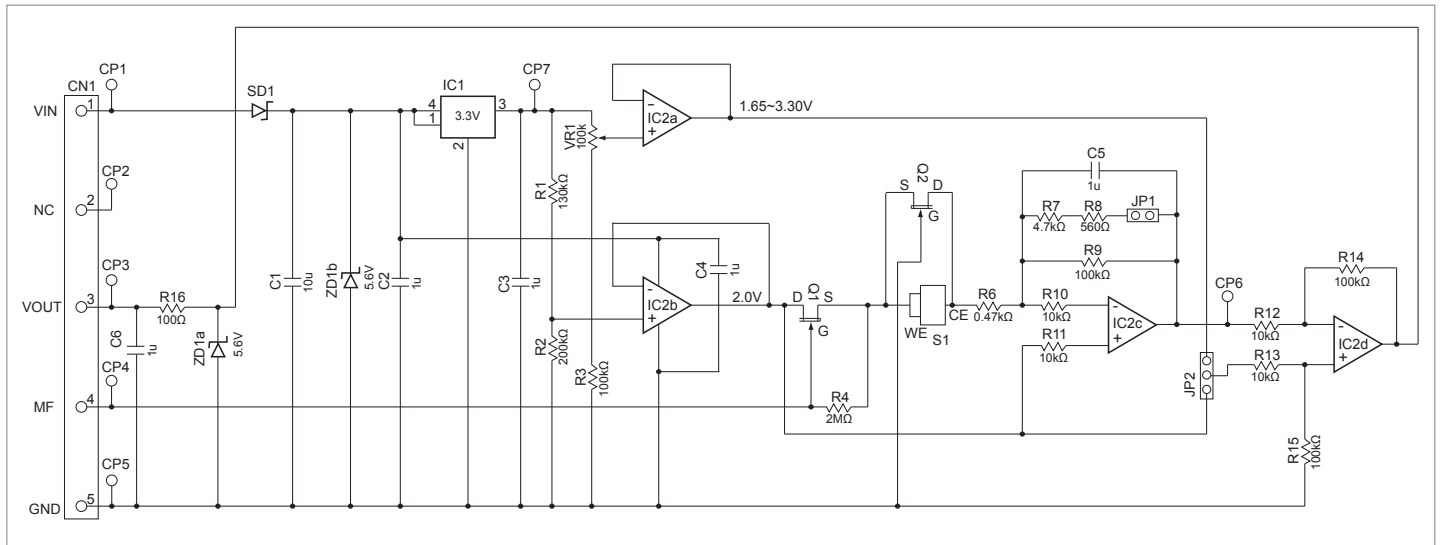 CN1
VIN
1
CP1
SD1
IC1
4
1
3.3V
3
2
CP7
VR1
100k
-
+
IC2a
1.65~3.30V
NC
2
CP2
VOUT
3
CP3
R16
100Ω
C6
1u
ZD1a
5.6V
C1
10u
ZD1b
5.6V
C2
1u
C3
1u
R1
130kΩ
R2
200kΩ
R3
100kΩ
-
+
IC2b
C4
1u
2.0V
D
S
Q1
G
R4
2MΩ
Q2
S
D
G
WE
CE
S1
R6
0.47kΩ
C5
1u
R7
4.7kΩ
R8
560Ω
JP1
R9
100kΩ
R10
10kΩ
R11
10kΩ
-
+
IC2c
CP6
R12
10kΩ
R13
10kΩ
JP2
R14
100kΩ
-
+
IC2d
R15
100kΩ
MF
4
CP4
GND
5
CP5